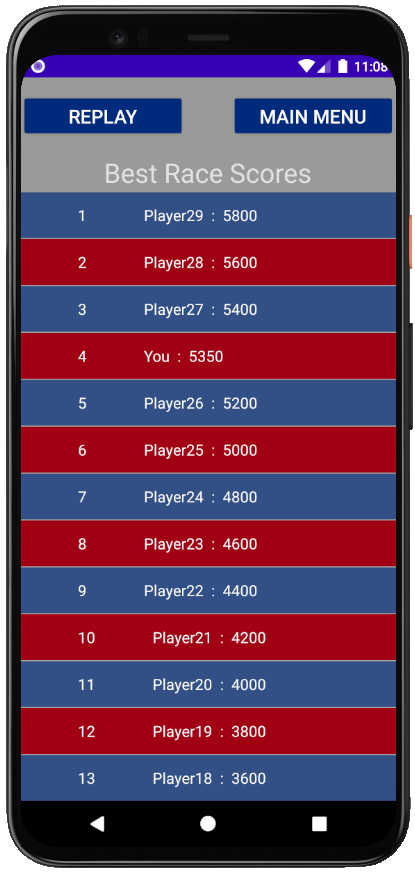 11:08
REPLAY MAIN MENU
Best Race Scores
1 Player29 : 5800
2 Player28 : 5600
3 Player27 : 5400
4 You : 5350
5 Player26 : 5200
6 Player25 : 5000
7 Player24 : 4800
8 Player23 : 4600
9 Player22 : 4400
10 Player21 : 4200
11 Player20 : 4000
12 Player19 : 3800
13 Player18 : 3600